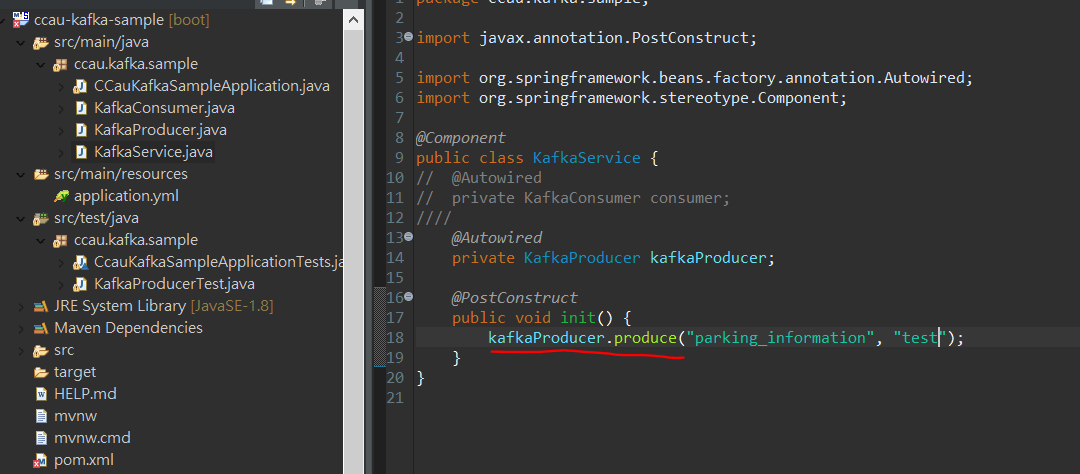 ccau-kafka-sample [boot]
src/main/java
ccau.kafka.sample
CCauKafkaSampleApplication.java
KafkaConsumer.java
KafkaProducer.java
KafkaService.java
src/main/resources
application.yml
src/test/java
ccau.kafka.sample
CcauKafkaSampleApplicationTests.ja
KafkaProducerTest.java
JRE System Library [JavaSE-1.8]
Maven Dependencies
src
target
HELP.md
mvnw
mvnw.cmd
pom.xml
1 package ccau.kafka.sample;
2
3 import javax.annotation.PostConstruct;
4
5 import org.springframework.beans.factory.annotation.Autowired;
6 import org.springframework.stereotype.Component;
7
8 @Component
9 public class KafkaService {
10 // @Autowired
11 // private KafkaConsumer consumer;
12 ////
13 @Autowired
14 private KafkaProducer kafkaProducer;
15
16 @PostConstruct
17 public void init() {
18 kafkaProducer.produce("parking_information", "test");
19 }
20 }
21